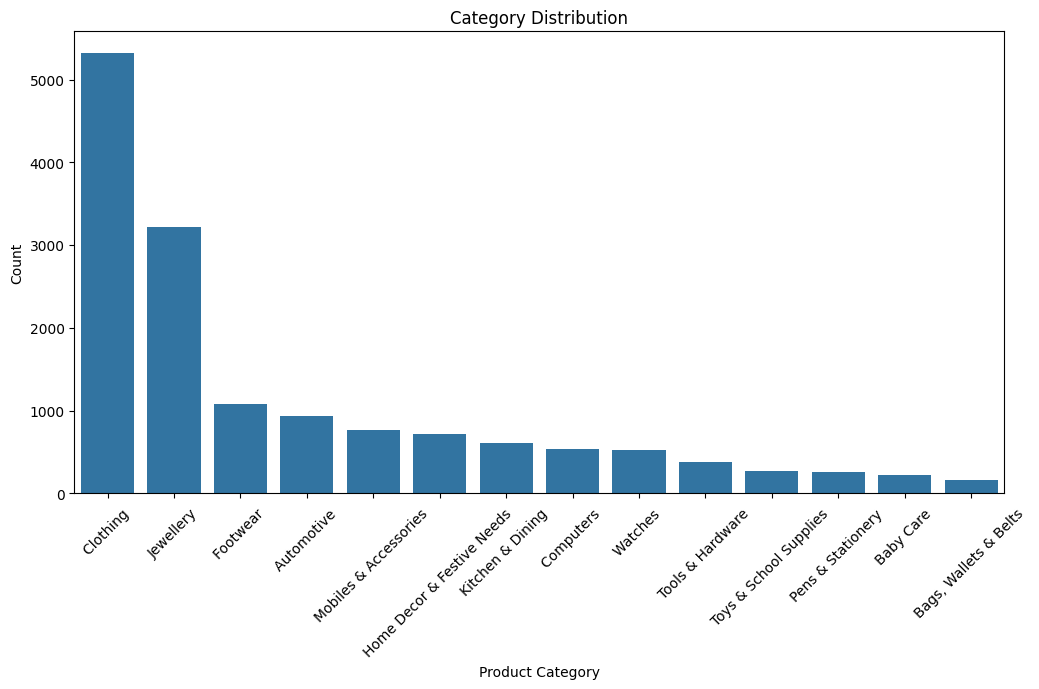 Category Distribution
5000
4000
3000
2000
1000
0
Count
Clothing
Jewellery
Footwear
Automotive
Mobiles & Accessories
Home Decor & Festive Needs
Kitchen & Dining
Computers
Watches
Tools & Hardware
Toys & School Supplies
Pens & Stationery
Baby Care
Bags, Wallets & Belts
Product Category